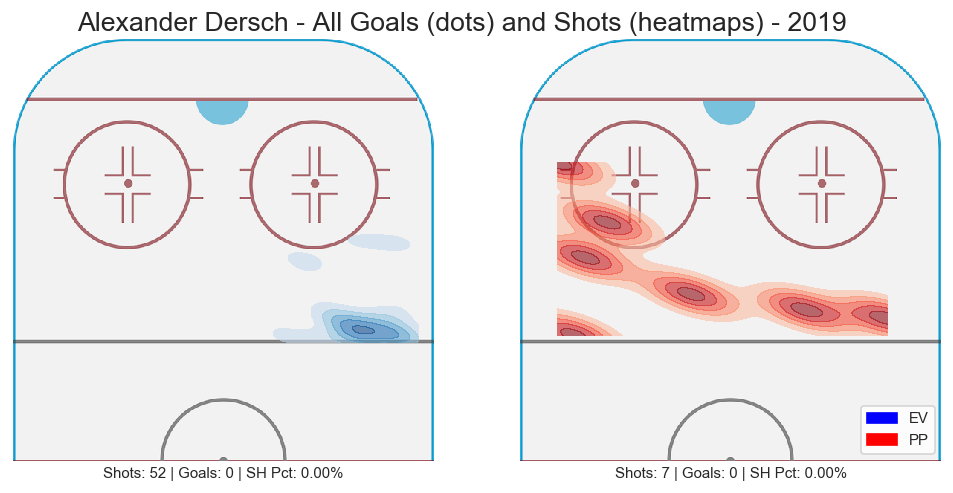 Alexander Dersch - All Goals (dots) and Shots (heatmaps) - 2019
EV
PP
Shots: 52 | Goals: 0 | SH Pct: 0.00%
Shots: 7 | Goals: 0 | SH Pct: 0.00%